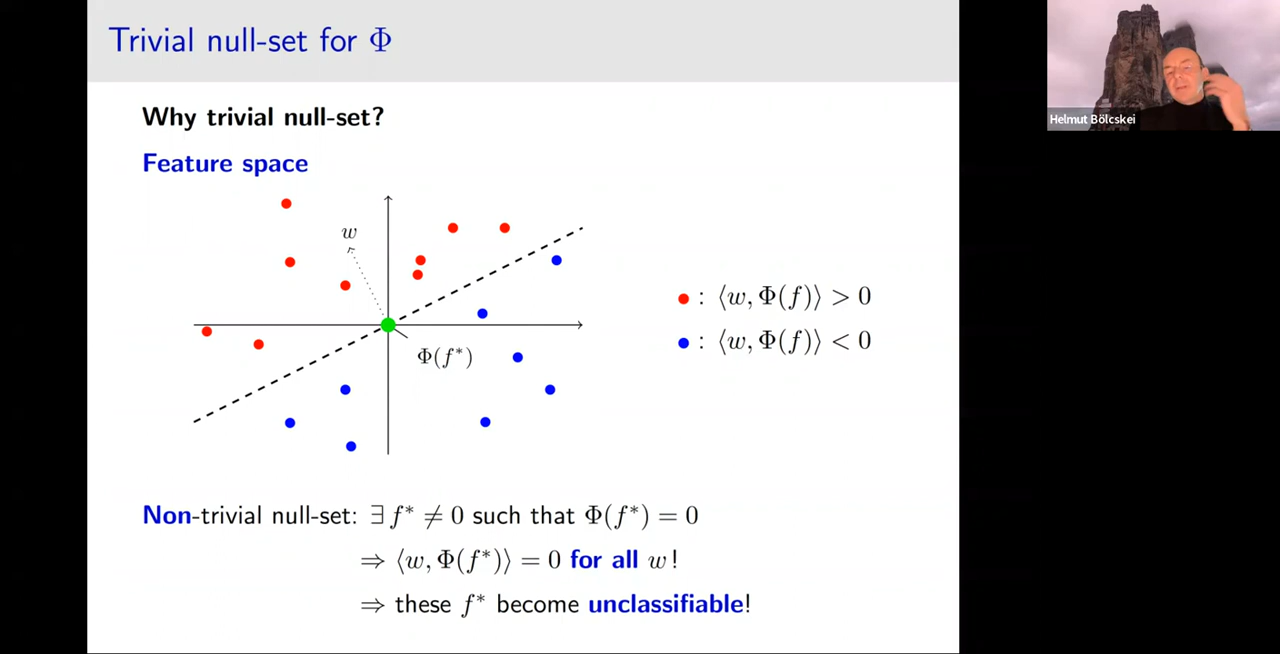 Trivial null-set for Φ
Helmut Bölcskei
Why trivial null-set?
Feature space
w
Φ(f*)
: ⟨w, Φ(f)⟩ > 0
: ⟨w, Φ(f)⟩ < 0
Non-trivial null-set: ∃ f* ≠ 0 such that Φ(f*) = 0
⇒ ⟨w, Φ(f*)⟩ = 0 for all w!
⇒ these f* become unclassifiable!